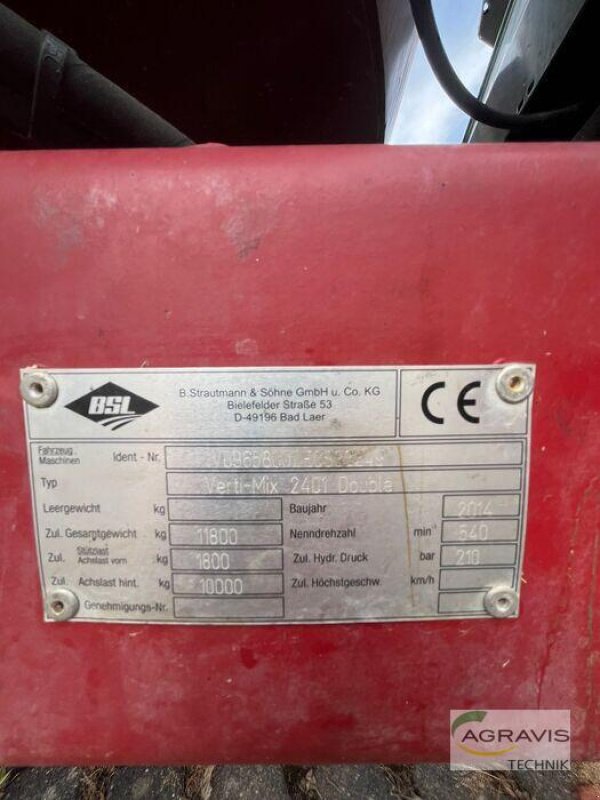 BSL
B.Strautmann & Söhne GmbH u. Co. KG
Bielefelder Straße 53
D-49196 Bad Laer
CE
Fahrzeug
Maschinen
Ident - Nr.
Typ Verti-Mix 2401 Double
Leergewicht kg Baujahr 2014
Zul. Gesamtgewicht kg 11800 Nenndrehzahl min⁻¹ 540
Zul. Stützlast
Achslast vorn kg 1800 Zul. Hydr. Druck bar 210
Zul. Achslast hint. kg 10000 Zul. Höchstgeschw. km/h
Genehmigungs-Nr.
AGRAVIS
TECHNIK